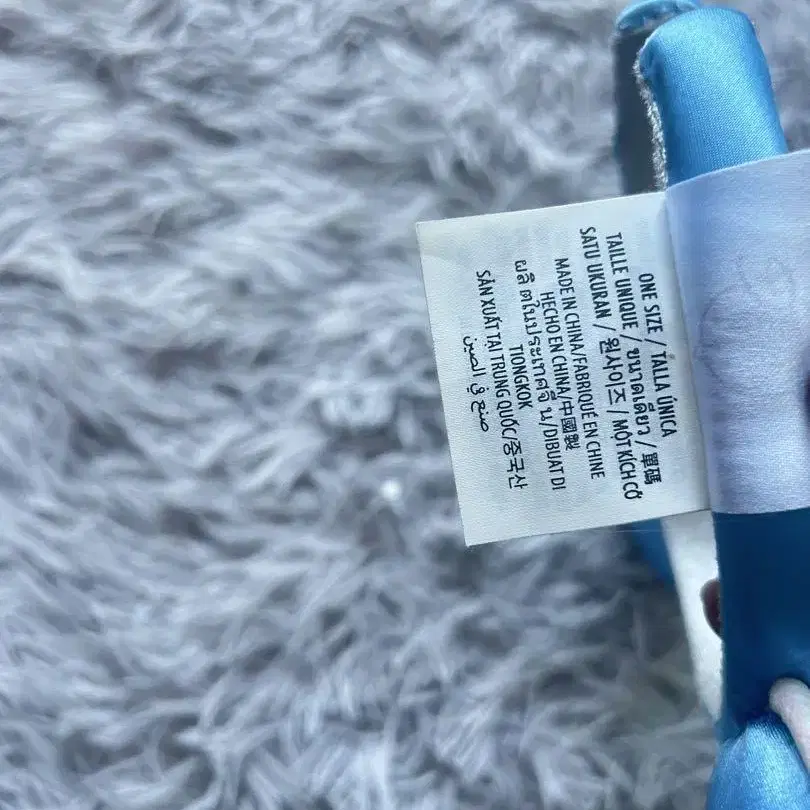 ONE SIZE / TALLA ÚNICA
TAILLE UNIQUE / ขนาดเดียว / 單碼
SATU UKURAN / 원사이즈 / MỘT KÍCH CỠ
MADE IN CHINA/FABRIQUÉ EN CHINE
HECHO EN CHINA/中國製
ผลิตในประเทศจีน/DIBUAT DI
TIONGKOK
SẢN XUẤT TẠI TRUNG QUỐC/중국산
صنع في الصين